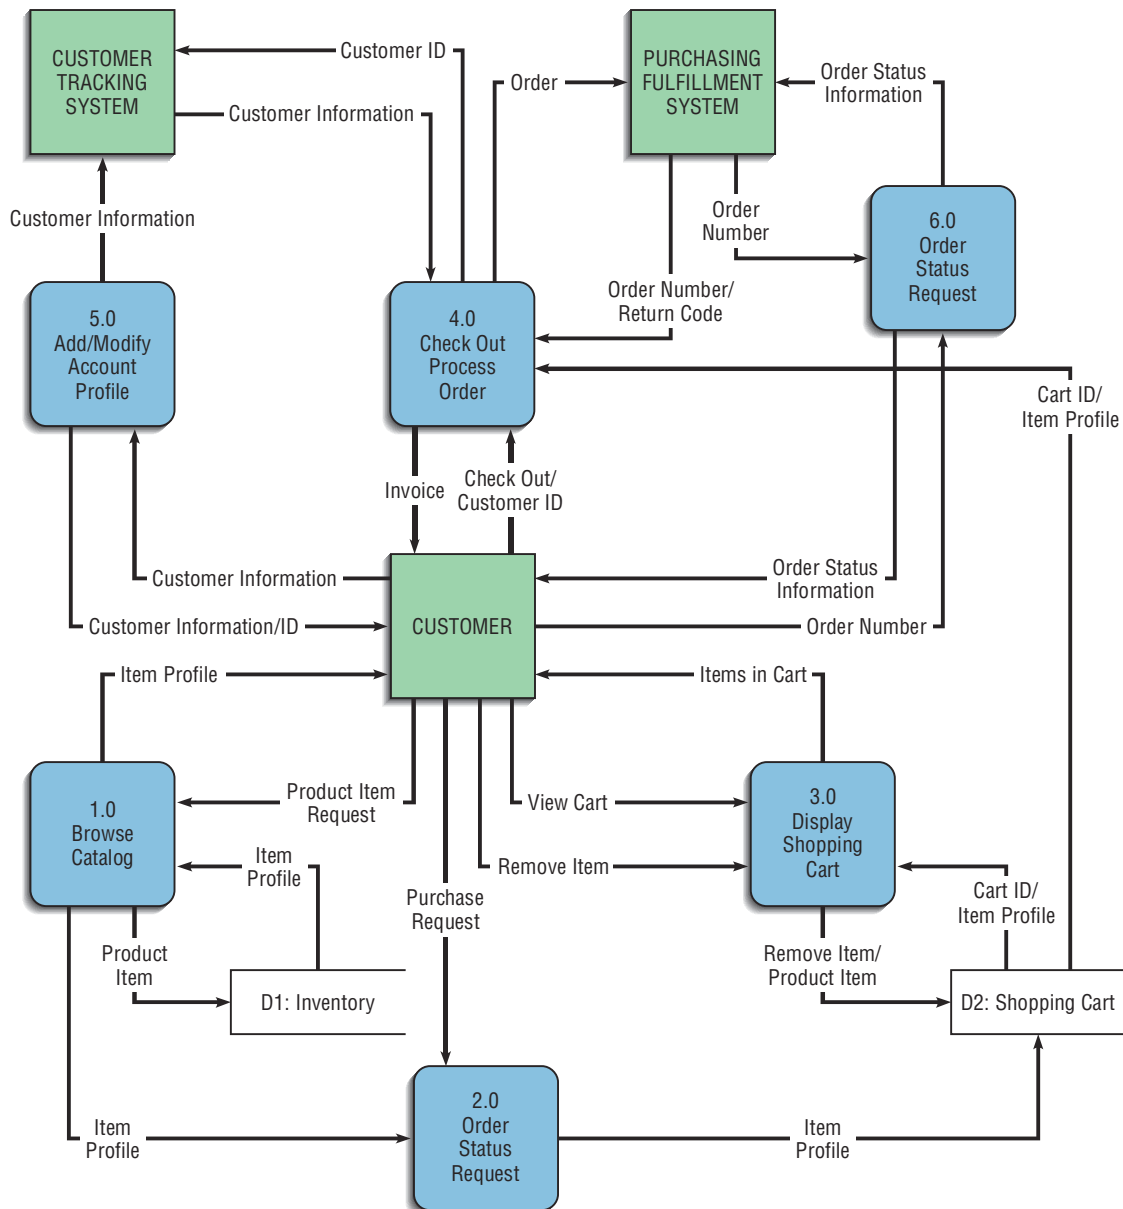 CUSTOMER
TRACKING
SYSTEM
Customer ID
Customer Information
Order
PURCHASING
FULFILLMENT
SYSTEM
Order Status
Information
Customer Information
Order
Number
6.0
Order
Status
Request
5.0
Add/Modify
Account
Profile
4.0
Check Out
Process
Order
Order Number/
Return Code
Cart ID/
Item Profile
Invoice
Check Out/
Customer ID
Customer Information
Order Status
Information
Customer Information/ID
CUSTOMER
Order Number
Item Profile
Items in Cart
1.0
Browse
Catalog
Product Item
Request
View Cart
3.0
Display
Shopping
Cart
Item
Profile
Remove Item
Purchase
Request
Cart ID/
Item Profile
Product
Item
Remove Item/
Product Item
D1: Inventory
D2: Shopping Cart
Item
Profile
2.0
Order
Status
Request
Item
Profile